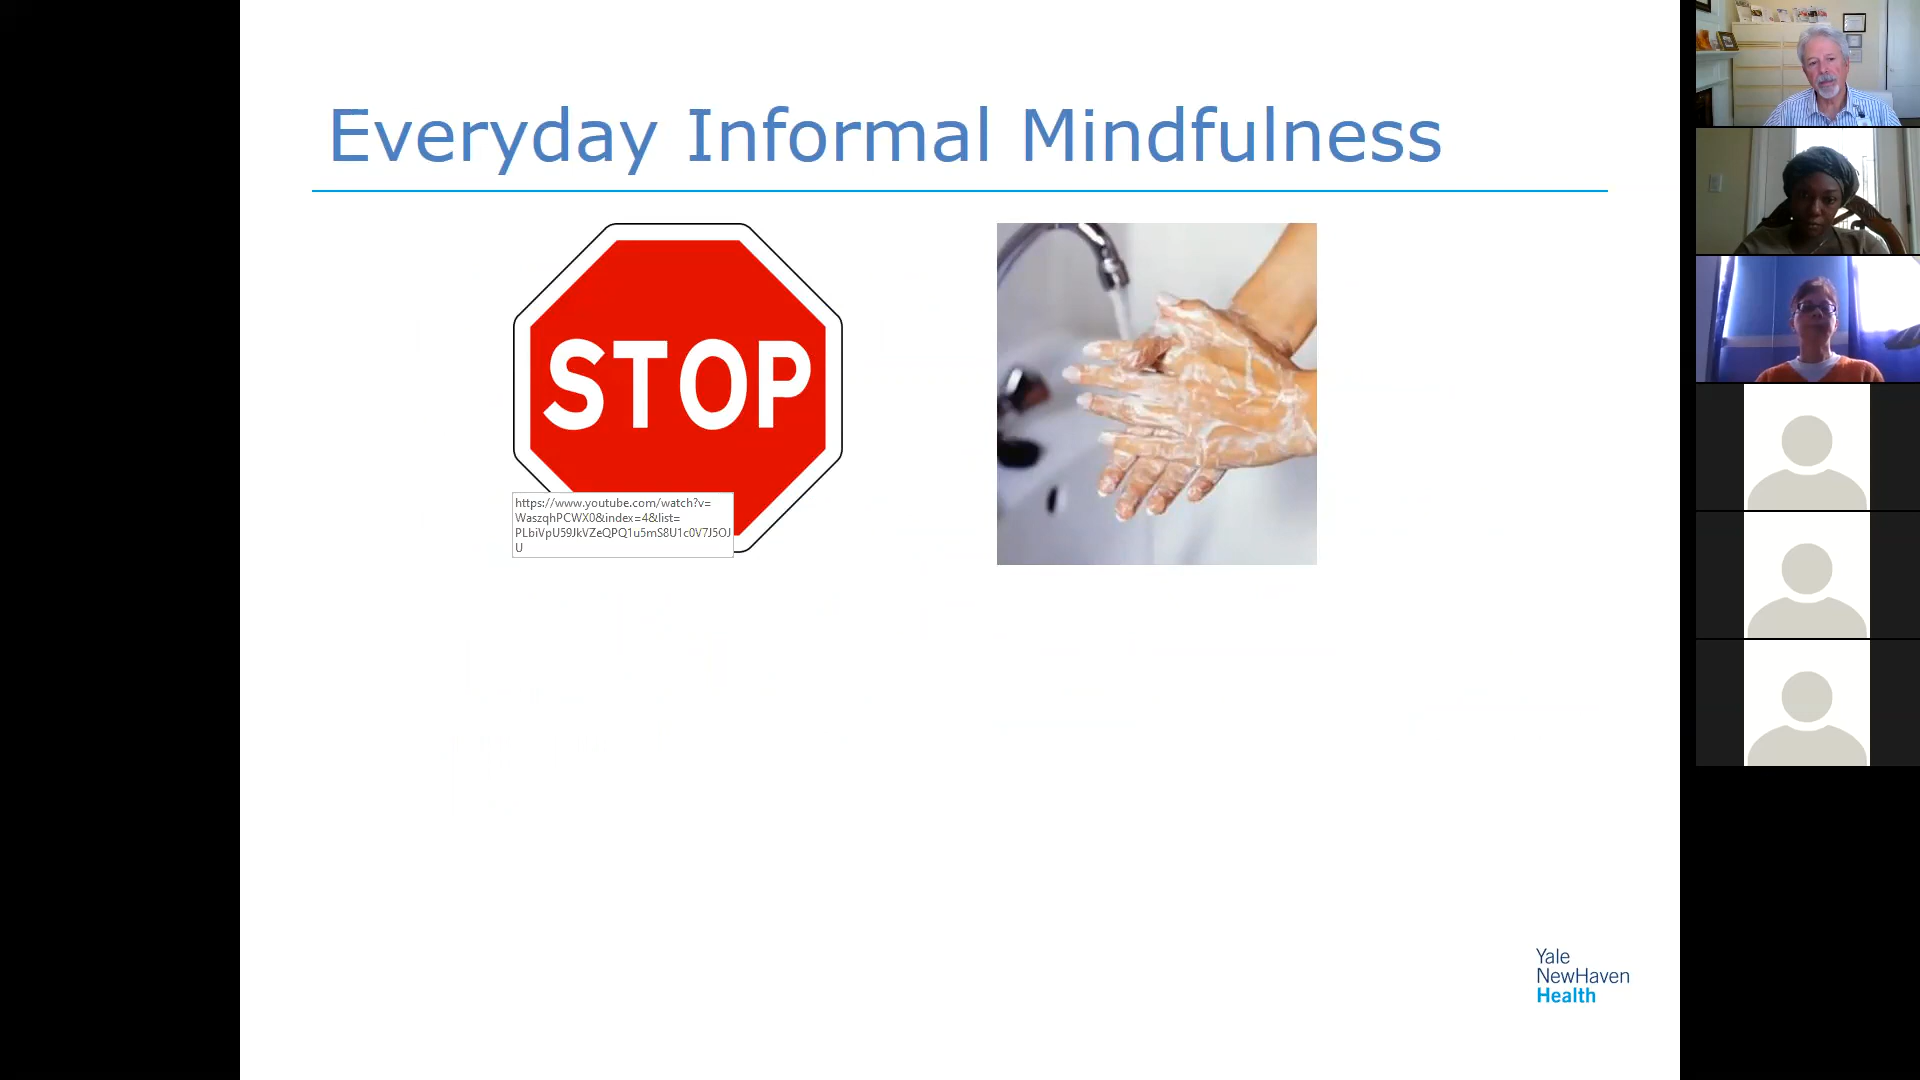 Everyday Informal Mindfulness
STOP
https://www.youtube.com/watch?v=
WaszqhPCWX0&index=4&list=
PLbiVpU59JkVZeQPQ1u5mS8U1c0V7J5OJ
U
Yale
NewHaven
Health